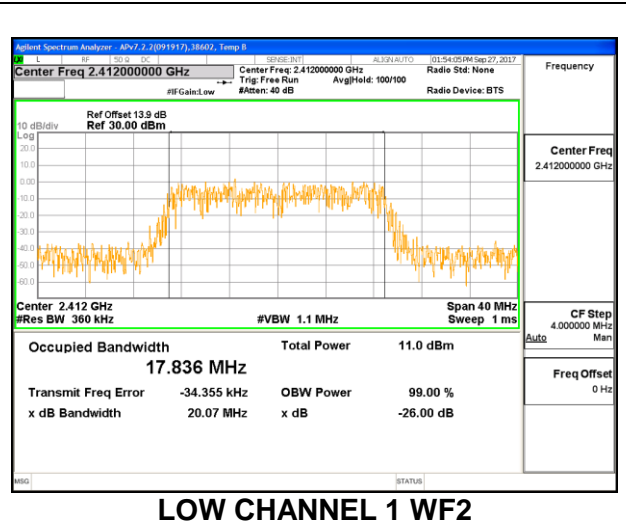 Agilent Spectrum Analyzer - APv7.2.2(091917),38602, Temp B
L RF 50 Ω DC SENSE:INT ALIGN AUTO 01:54:05 PM Sep 27, 2017
Center Freq 2.412000000 GHz Center Freq: 2.412000000 GHz Radio Std: None Frequency
Trig: Free Run Avg|Hold: 100/100
#IFGain:Low #Atten: 40 dB Radio Device: BTS
Ref Offset 13.9 dB
10 dB/div Ref 30.00 dBm
Log
20.0
10.0
0.00
-10.0
-20.0
-30.0
-40.0
-50.0
-60.0
Center Freq
2.412000000 GHz
Center 2.412 GHz Span 40 MHz
#Res BW 360 kHz #VBW 1.1 MHz Sweep 1 ms
CF Step
4.000000 MHz
Auto Man
Occupied Bandwidth Total Power 11.0 dBm
17.836 MHz
Freq Offset
0 Hz
Transmit Freq Error -34.355 kHz OBW Power 99.00 %
x dB Bandwidth 20.07 MHz x dB -26.00 dB
MSG STATUS
LOW CHANNEL 1 WF2